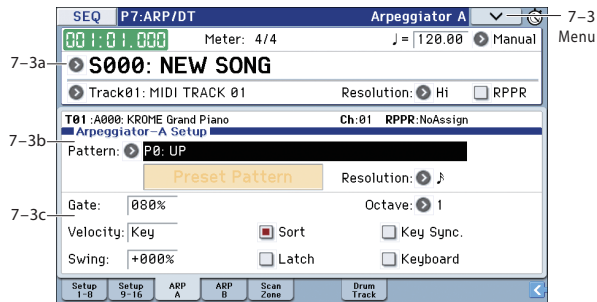 SEQ P7:ARP/DT Arpeggiator A
7–3
Menu
001:01.000 Meter: 4/4 ♩= 120.00 Manual
7–3a
S000: NEW SONG
Track01: MIDI TRACK 01 Resolution: Hi RPPR
T01 :A000: KROME Grand Piano Ch:01 RPPR:NoAssign
Arpeggiator-A Setup
7–3b
Pattern: P0: UP
Preset Pattern Resolution: ♪
7–3c
Gate: 080% Octave: 1
Velocity: Key Sort Key Sync.
Swing: +000% Latch Keyboard
Setup 1-8 Setup 9-16 ARP A ARP B Scan Zone Drum Track